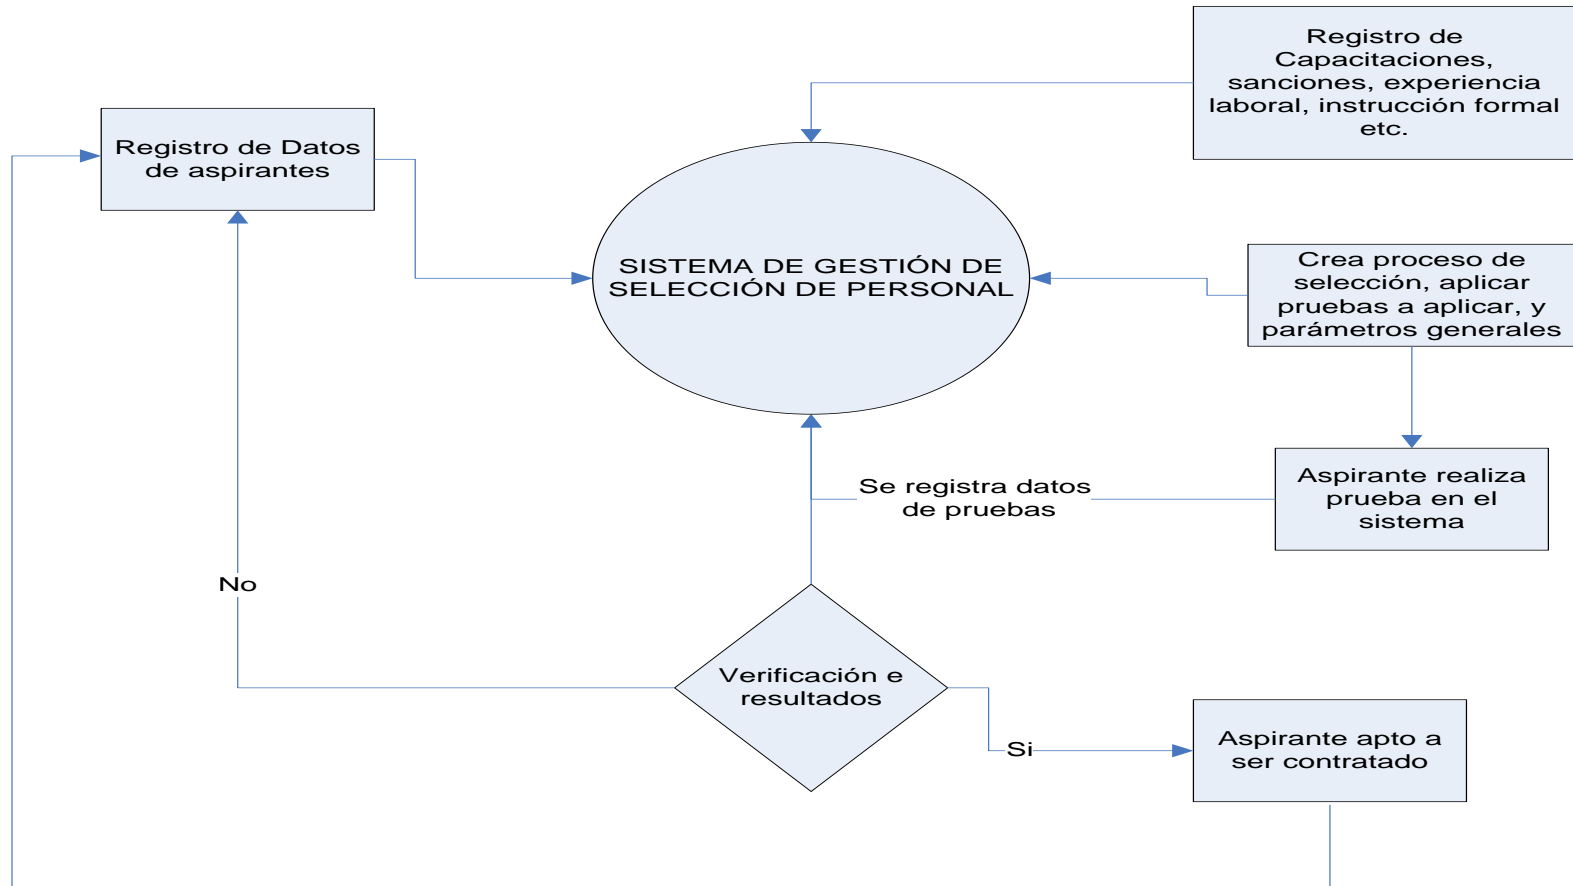 Registro de
Capacitaciones,
sanciones, experiencia
laboral, instrucción formal
etc.
Registro de Datos
de aspirantes
SISTEMA DE GESTIÓN DE
SELECCIÓN DE PERSONAL
Crea proceso de
selección, aplicar
pruebas a aplicar, y
parámetros generales
Se registra datos
de pruebas
Aspirante realiza
prueba en el
sistema
No
Verificación e
resultados
Si
Aspirante apto a
ser contratado